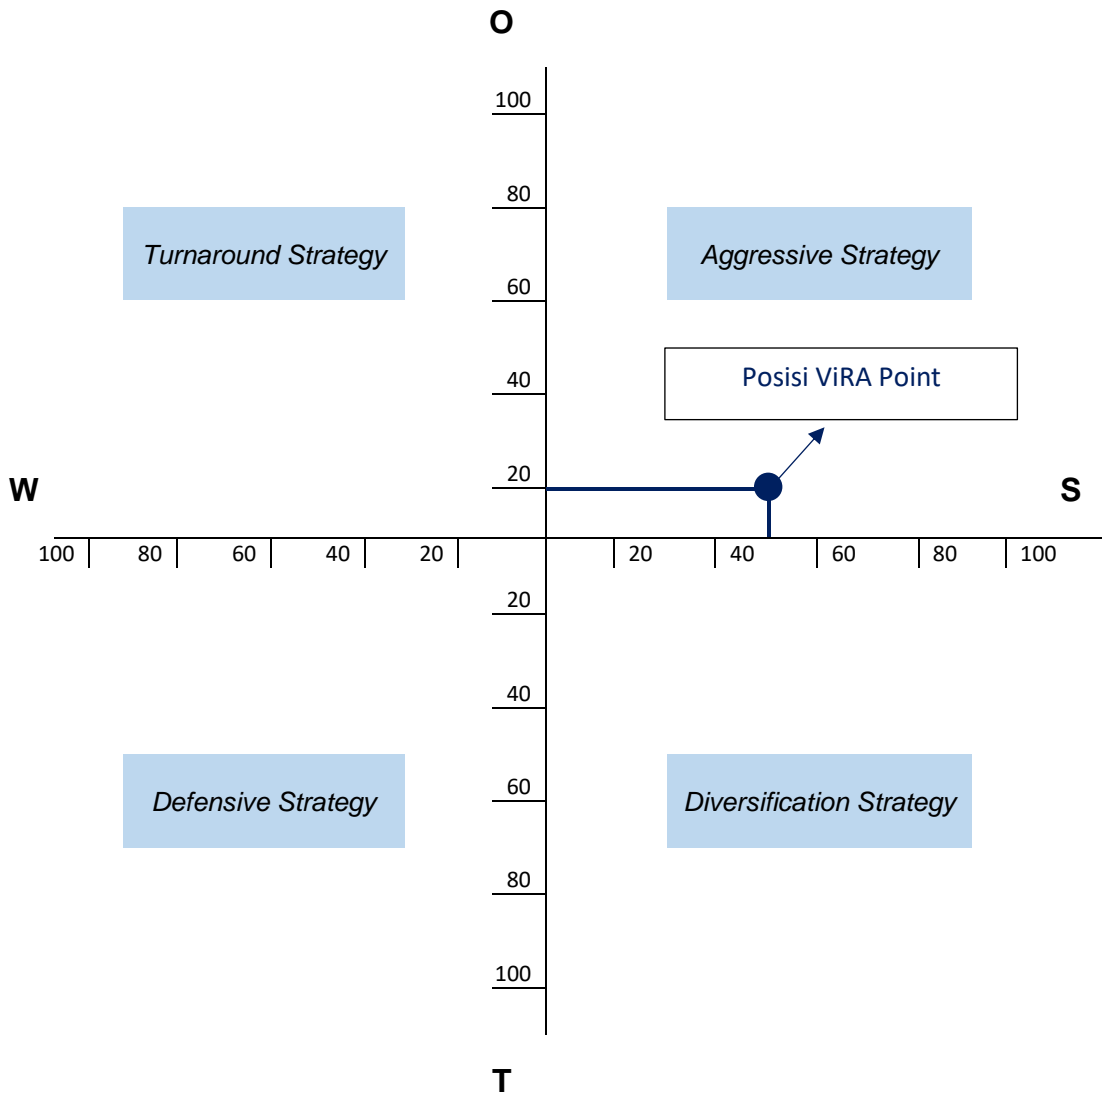 O
100
80
Turnaround Strategy
Aggressive Strategy
60
Posisi ViRA Point
40
20
W
S
100
80
60
40
20
20
40
60
80
100
20
40
60
Defensive Strategy
Diversification Strategy
80
100
T